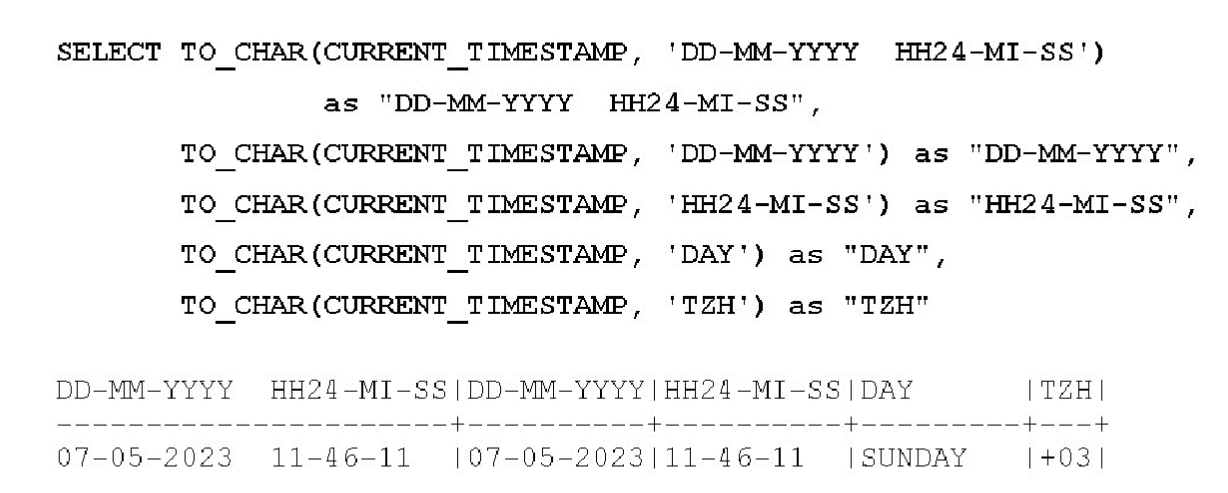 SELECT TO_CHAR(CURRENT_TIMESTAMP, 'DD-MM-YYYY  HH24-MI-SS')
as "DD-MM-YYYY  HH24-MI-SS",
TO_CHAR(CURRENT_TIMESTAMP, 'DD-MM-YYYY') as "DD-MM-YYYY",
TO_CHAR(CURRENT_TIMESTAMP, 'HH24-MI-SS') as "HH24-MI-SS",
TO_CHAR(CURRENT_TIMESTAMP, 'DAY') as "DAY",
TO_CHAR(CURRENT_TIMESTAMP, 'TZH') as "TZH"
DD-MM-YYYY  HH24-MI-SS|DD-MM-YYYY|HH24-MI-SS|DAY      |TZH|
----------------------+----------+----------+---------+---+
07-05-2023  11-46-11  |07-05-2023|11-46-11  |SUNDAY   |+03|